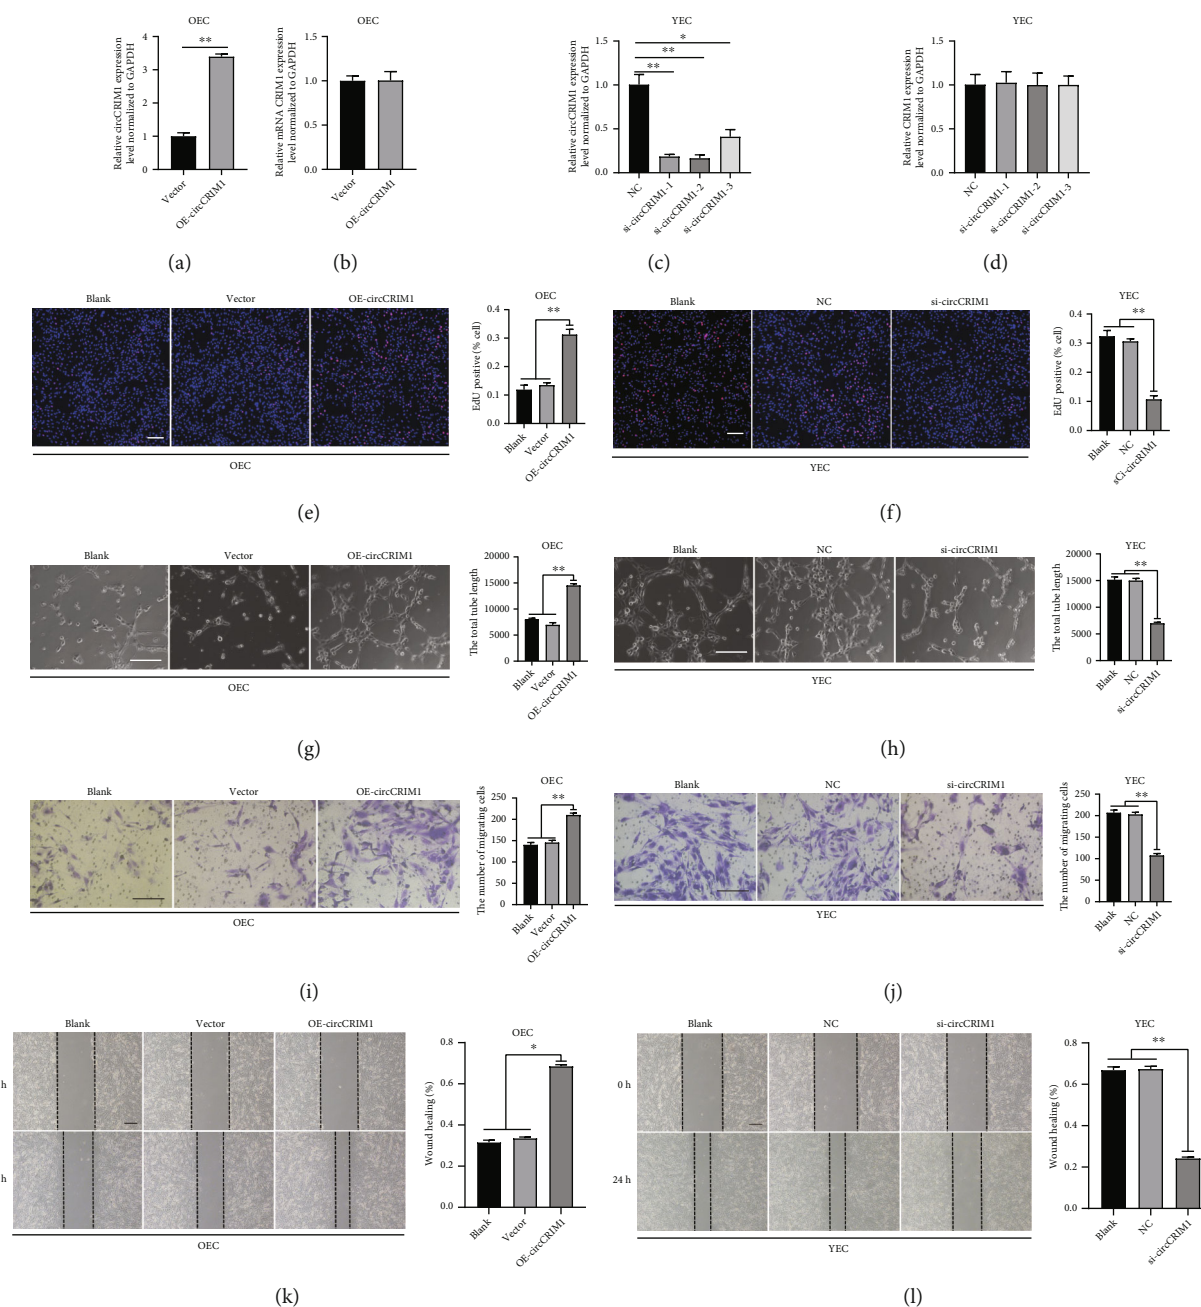 OEC
**
Relative circCRIM1 expression
level normalized to GAPDH
4
3
2
1
0
Vector
OE-circCRIM1
(a)
OEC
Relative mRNA CRIM1 expression
level normalized to GAPDH
1.5
1.0
0.5
0.0
Vector
OE-circCRIM1
(b)
YEC
*
**
**
Relative circCRIM1 expression
level normalized to GAPDH
1.5
1.0
0.5
0.0
NC
si-circCRIM1-1
si-circCRIM1-2
si-circCRIM1-3
(c)
YEC
Relative CRIM1 expression
level normalized to GAPDH
1.5
1.0
0.5
0.0
NC
si-circCRIM1-1
si-circCRIM1-2
si-circCRIM1-3
(d)
Blank
Vector
OE-circCRIM1
OEC
OEC
**
EdU positive (% cell)
0.4
0.3
0.2
0.1
0.0
Blank
Vector
OE-circCRIM1
(e)
Blank
NC
si-circCRIM1
YEC
YEC
**
EdU positive (% cell)
0.4
0.3
0.2
0.1
0.0
Blank
NC
sCi-circRIM1
(f)
Blank
Vector
OE-circCRIM1
OEC
OEC
**
The total tube length
20000
15000
10000
5000
0
Blank
Vector
OE-circCRIM1
(g)
Blank
NC
si-circCRIM1
YEC
YEC
**
The total tube length
20000
15000
10000
5000
0
Blank
NC
si-circCRIM1
(h)
Blank
Vector
OE-circCRIM1
OEC
OEC
**
The number of migrating cells
250
200
150
100
50
0
Blank
Vector
OE-circCRIM1
(i)
Blank
NC
si-circCRIM1
YEC
YEC
**
The number of migrating cells
250
200
150
100
50
0
Blank
NC
si-circCRIM1
(j)
Blank
Vector
OE-circCRIM1
h
h
OEC
OEC
*
Wound healing (%)
0.8
0.6
0.4
0.2
0.0
Blank
Vector
OE-circCRIM1
(k)
Blank
NC
si-circCRIM1
0 h
24 h
YEC
YEC
**
Wound healing (%)
0.8
0.6
0.4
0.2
0.0
Blank
NC
si-circCRIM1
(l)